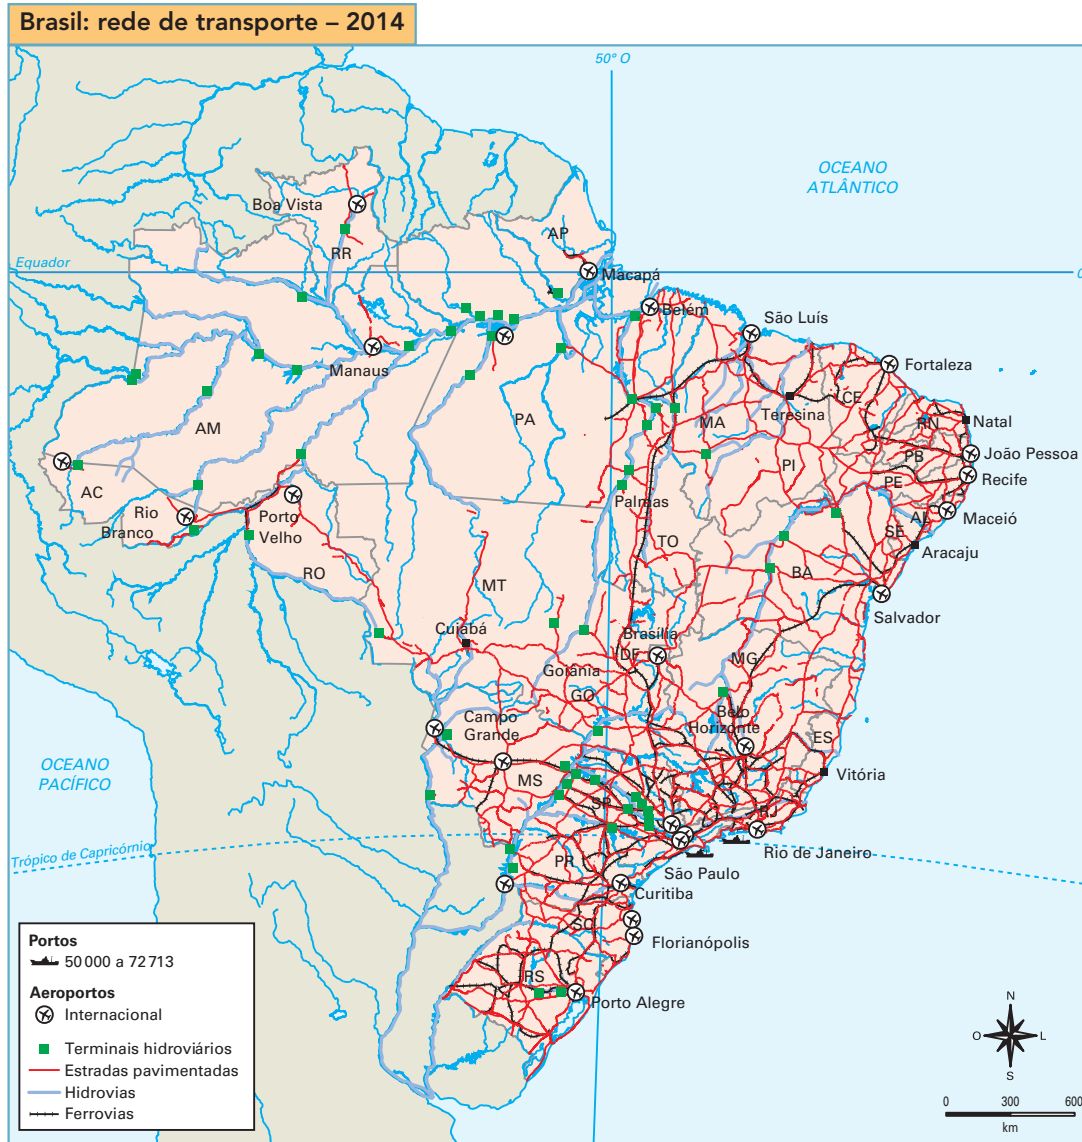 Brasil: rede de transporte – 2014
50° O
OCEANO
ATLÂNTICO
Boa Vista
RR
AP
Equador
0
Macapá
Belém
São Luís
Fortaleza
Manaus
Teresina
CE
RN
Natal
AM
PA
MA
PB
João Pessoa
PI
PE
Recife
AC
Rio
Branco
Porto
Velho
Palmas
AL
Maceió
SE
Aracaju
TO
RO
MT
BA
Salvador
Cuiabá
Brasília
DF
Goiânia
MG
GO
Campo
Grande
Belo
Horizonte
ES
OCEANO
PACÍFICO
MS
Vitória
SP
RJ
Trópico de Capricórnio
Rio de Janeiro
PR
São Paulo
Curitiba
SC
Florianópolis
RS
Porto Alegre
Portos
50 000 a 72 713
Aeroportos
Internacional
Terminais hidroviários
Estradas pavimentadas
Hidrovias
Ferrovias
N
O
L
S
0 300 600
km